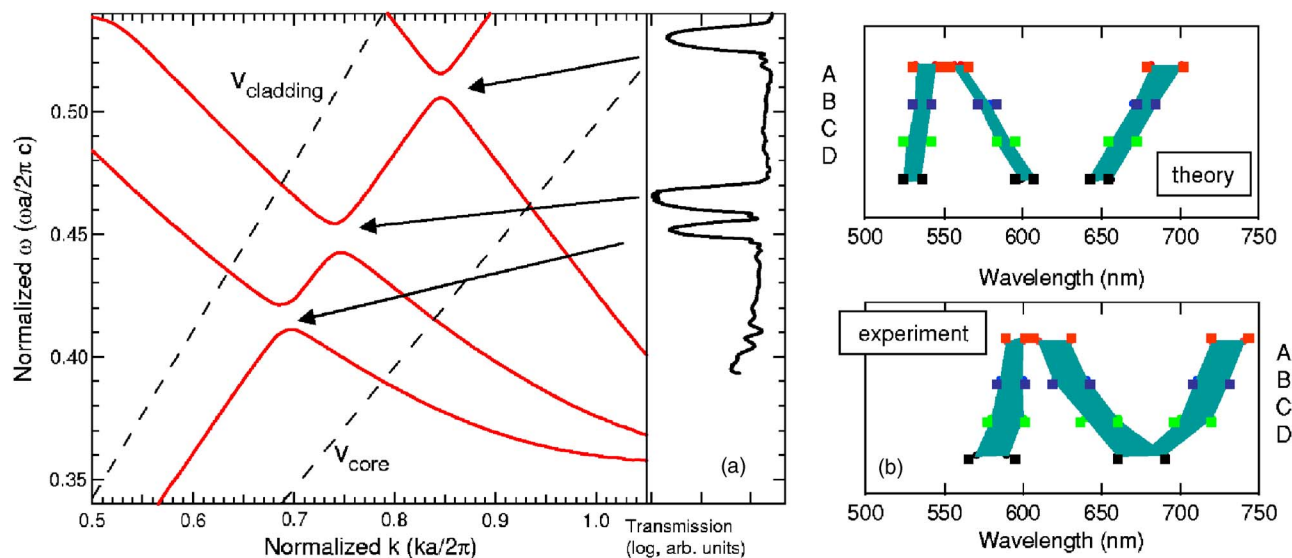 0.50
0.45
0.40
0.35
Normalized ω (ωa/2π c)
v cladding
v core
(a)
0.5 0.6 0.7 0.8 0.9 1.0
Normalized k (ka/2π)
Transmission
(log, arb. units)
A
B
C
D
theory
500 550 600 650 700 750
Wavelength (nm)
experiment
A
B
C
D
(b)
500 550 600 650 700 750
Wavelength (nm)